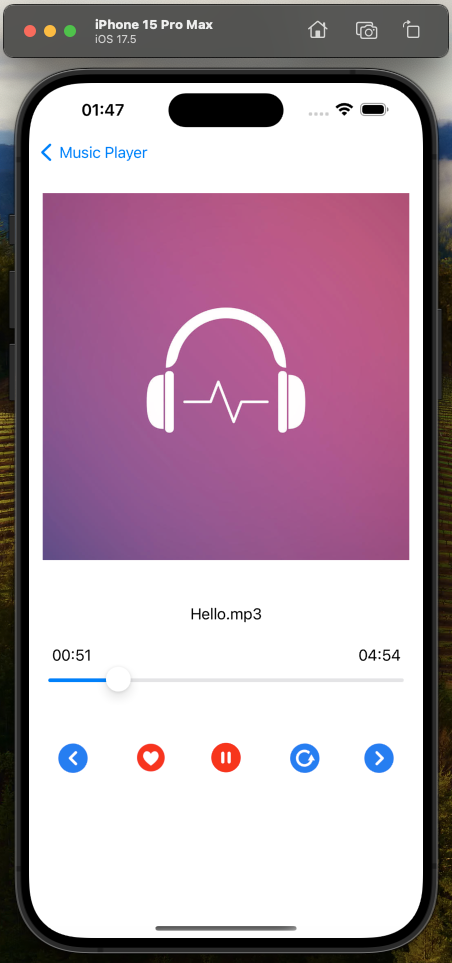 iPhone 15 Pro Max
iOS 17.5
01:47
Music Player
Hello.mp3
00:51 04:54